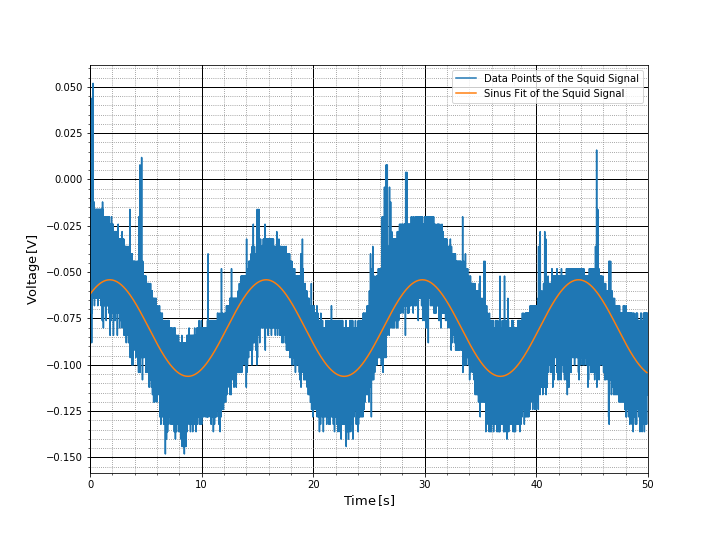 Data Points of the Squid Signal
Sinus Fit of the Squid Signal
0.050
0.025
0.000
−0.025
−0.050
−0.075
−0.100
−0.125
−0.150
Voltage [V]
0 10 20 30 40 50
Time [s]